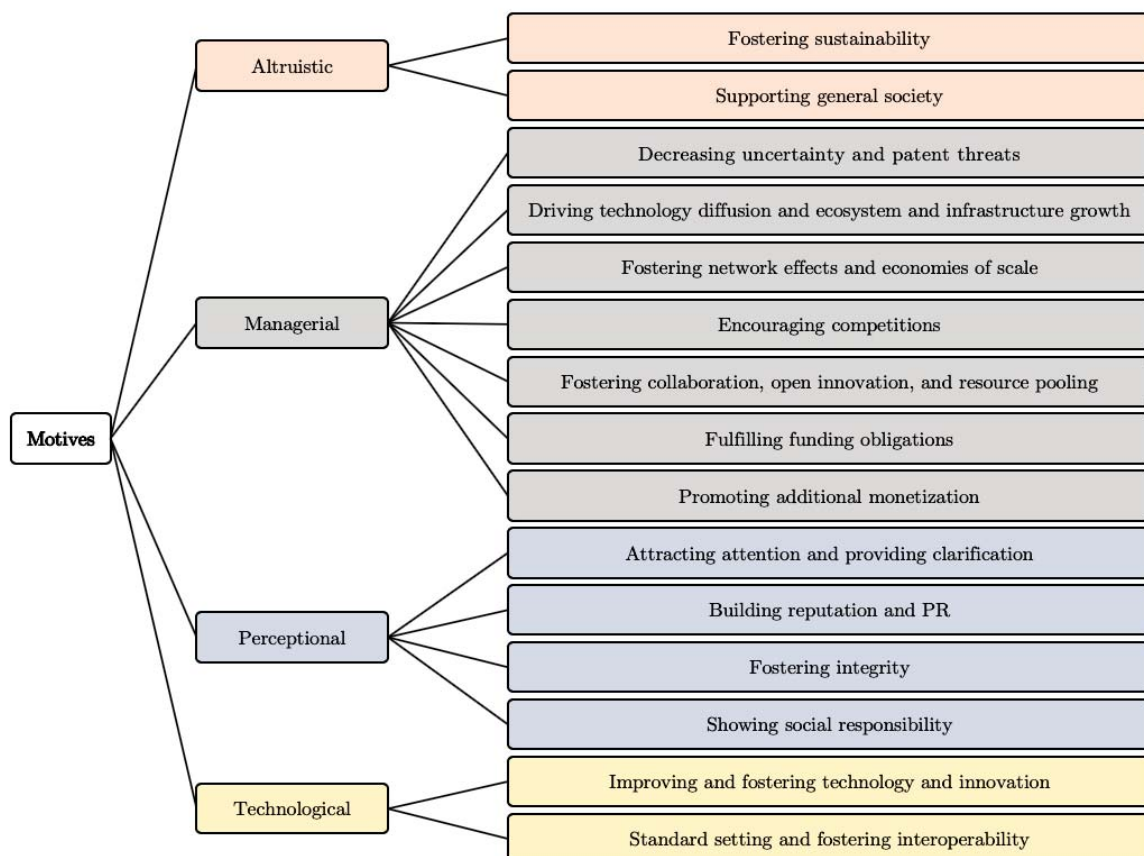 Motives
Altruistic
Fostering sustainability
Supporting general society
Managerial
Decreasing uncertainty and patent threats
Driving technology diffusion and ecosystem and infrastructure growth
Fostering network effects and economies of scale
Encouraging competitions
Fostering collaboration, open innovation, and resource pooling
Fulfilling funding obligations
Promoting additional monetization
Perceptional
Attracting attention and providing clarification
Building reputation and PR
Fostering integrity
Showing social responsibility
Technological
Improving and fostering technology and innovation
Standard setting and fostering interoperability